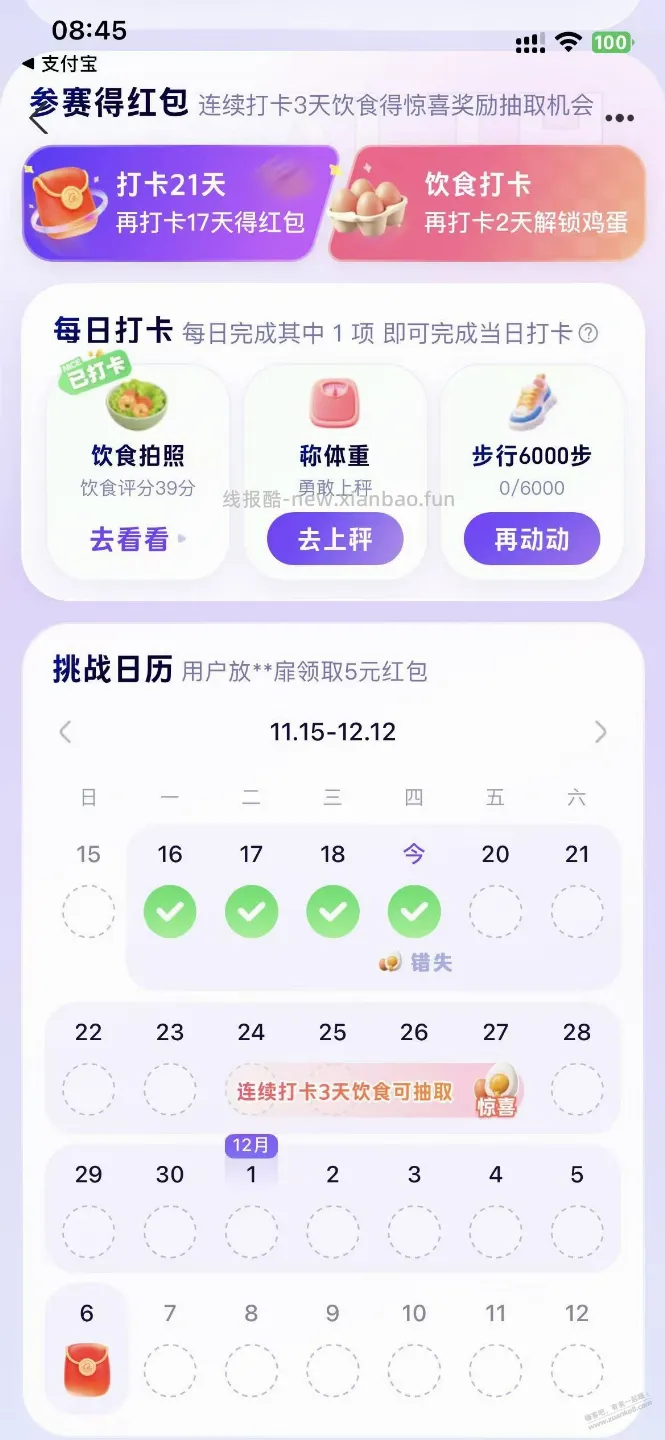 08:45
100
支付宝
参赛得红包 连续打卡3天饮食得惊喜奖励抽取机会
打卡21天
再打卡17天得红包
饮食打卡
再打卡2天解锁鸡蛋
每日打卡 每日完成其中 1 项 即可完成当日打卡
NICE
已打卡
饮食拍照
饮食评分39分
去看看
称体重
勇敢上秤
去上秤
步行6000步
0/6000
再动动
线报酷-new.xianbao.fun
挑战日历 用户放**扉领取5元红包
11.15-12.12
日 一 二 三 四 五 六
15 16 17 18 今 20 21
错失
22 23 24 25 26 27 28
连续打卡3天饮食可抽取 惊喜
12月
29 30 1 2 3 4 5
6 7 8 9 10 11 12
www.zuanke8.com